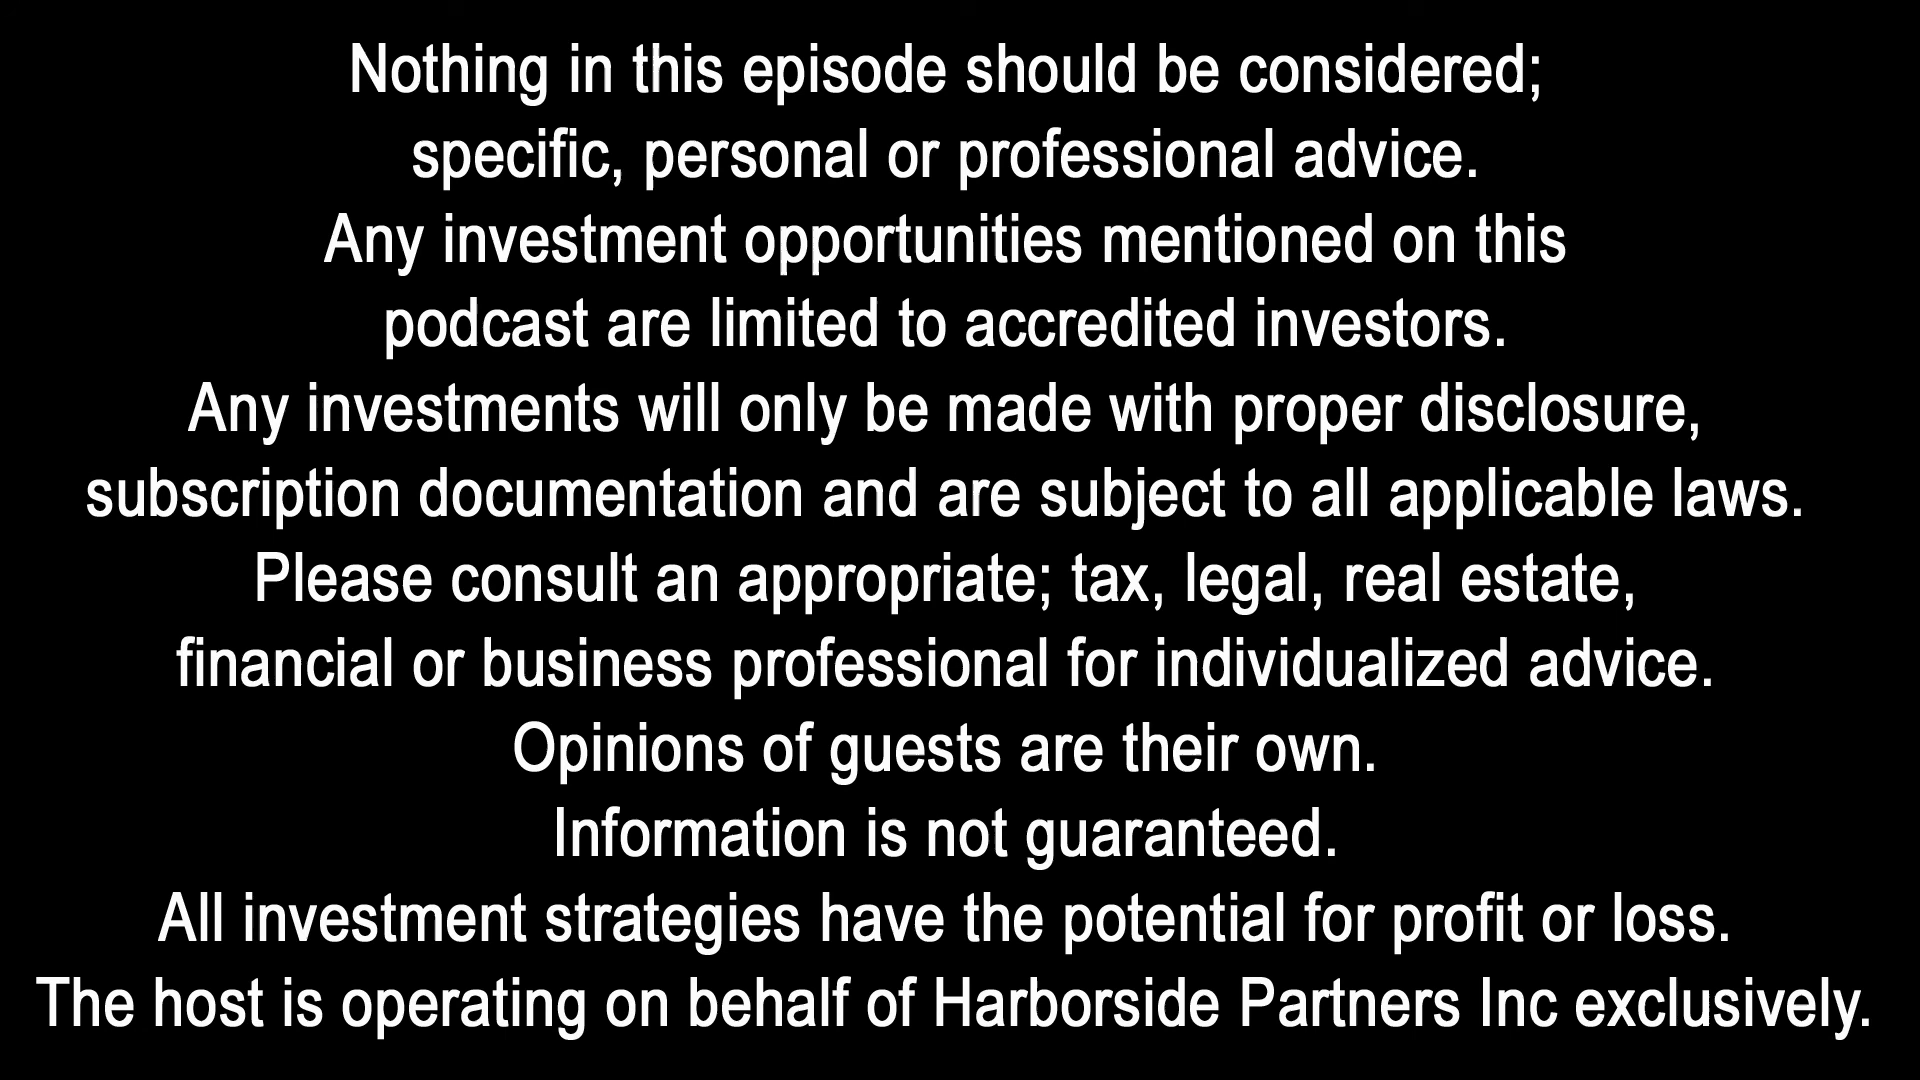 Nothing in this episode should be considered;
specific, personal or professional advice.
Any investment opportunities mentioned on this
podcast are limited to accredited investors.
Any investments will only be made with proper disclosure,
subscription documentation and are subject to all applicable laws.
Please consult an appropriate; tax, legal, real estate,
financial or business professional for individualized advice.
Opinions of guests are their own.
Information is not guaranteed.
All investment strategies have the potential for profit or loss.
The host is operating on behalf of Harborside Partners Inc exclusively.